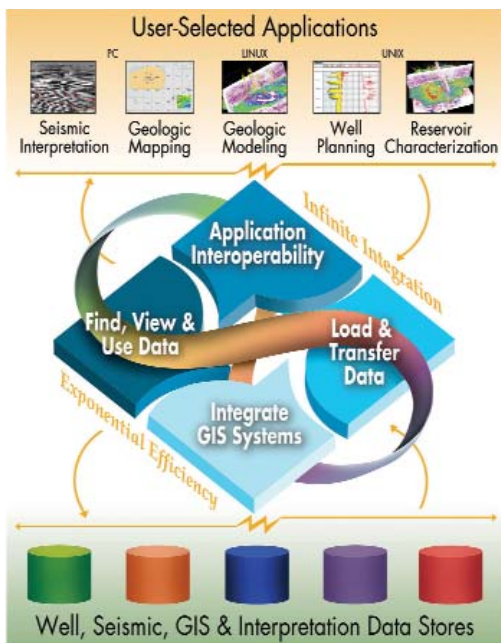 User-Selected Applications
PC LINUX UNIX
Seismic Interpretation
Geologic Mapping
Geologic Modeling
Well Planning
Reservoir Characterization
Infinite Integration
Application
Interoperability
Find, View &
Use Data
Load &
Transfer
Data
Integrate
GIS Systems
Exponential Efficiency
Well, Seismic, GIS & Interpretation Data Stores